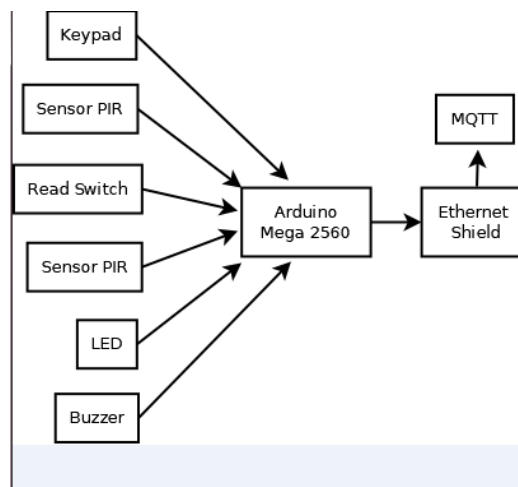 Keypad
Sensor PIR
MQTT
Read Switch
Arduino
Mega 2560
Ethernet
Shield
Sensor PIR
LED
Buzzer